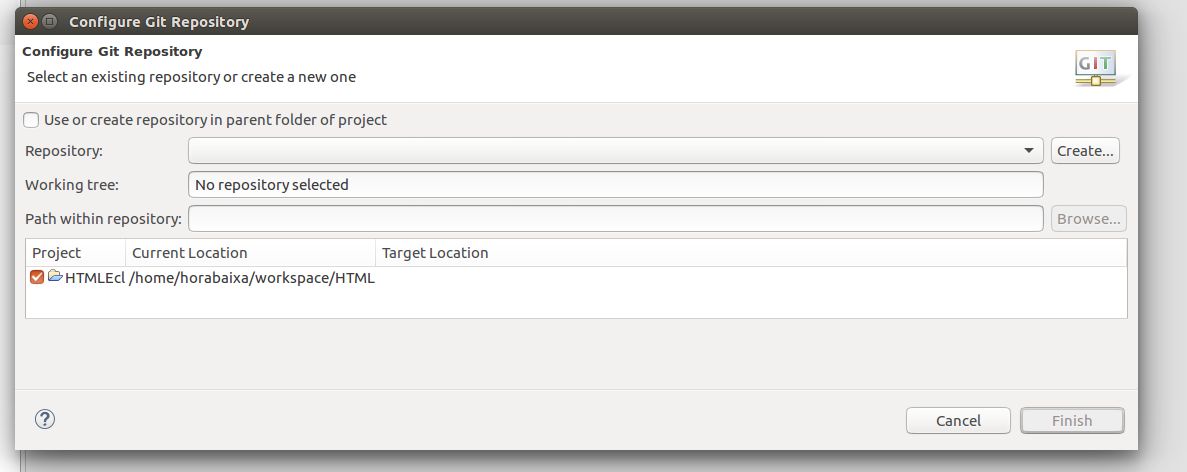 Configure Git Repository
Configure Git Repository
Select an existing repository or create a new one
GIT
Use or create repository in parent folder of project
Repository: Create...
Working tree: No repository selected
Path within repository: Browse...
Project Current Location Target Location
HTMLEcl /home/horabaixa/workspace/HTML
? Cancel Finish